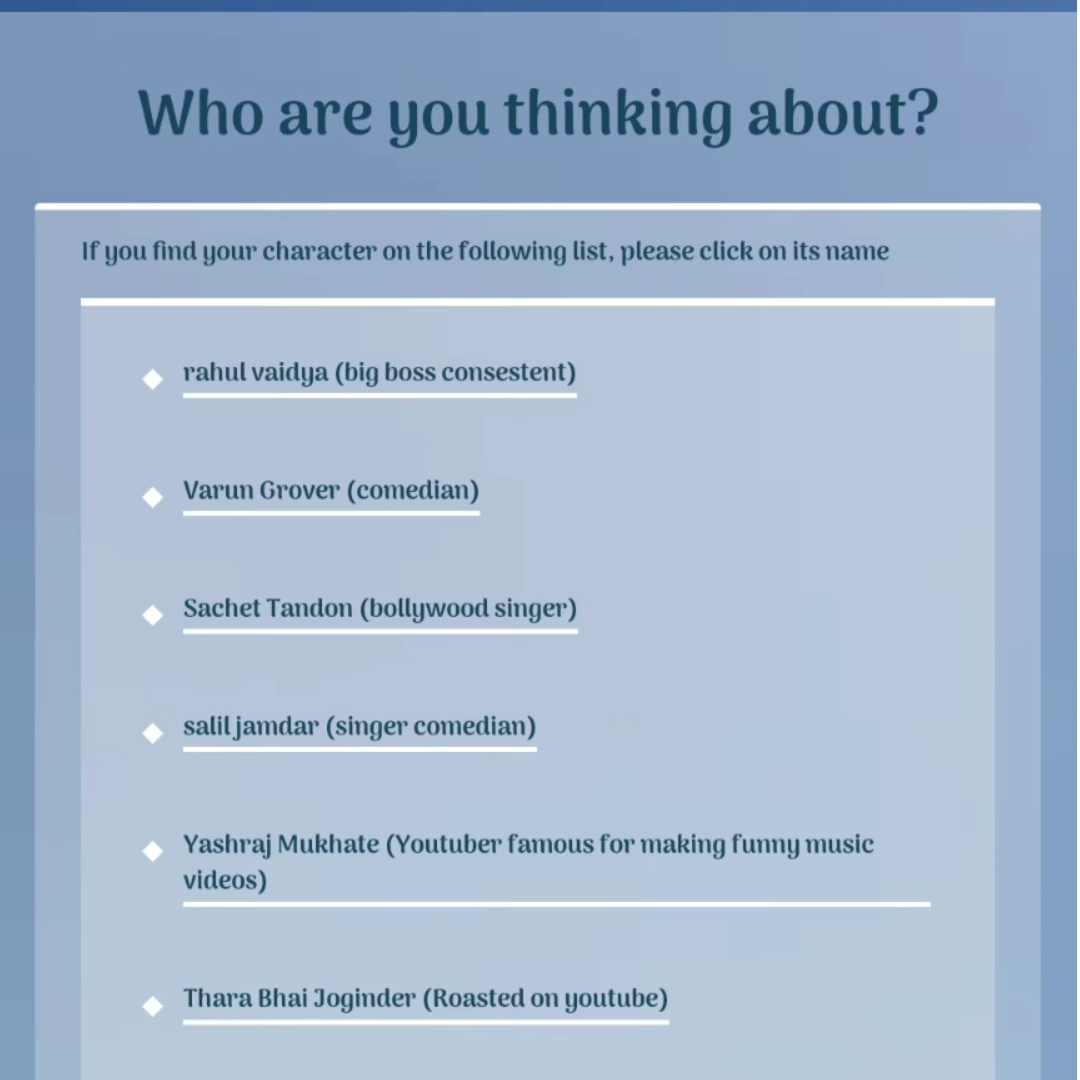 Who are you thinking about?
If you find your character on the following list, please click on its name
rahul vaidya (big boss consestent)
Varun Grover (comedian)
Sachet Tandon (bollywood singer)
salil jamdar (singer comedian)
Yashraj Mukhate (Youtuber famous for making funny music
videos)
Thara Bhai Joginder (Roasted on youtube)